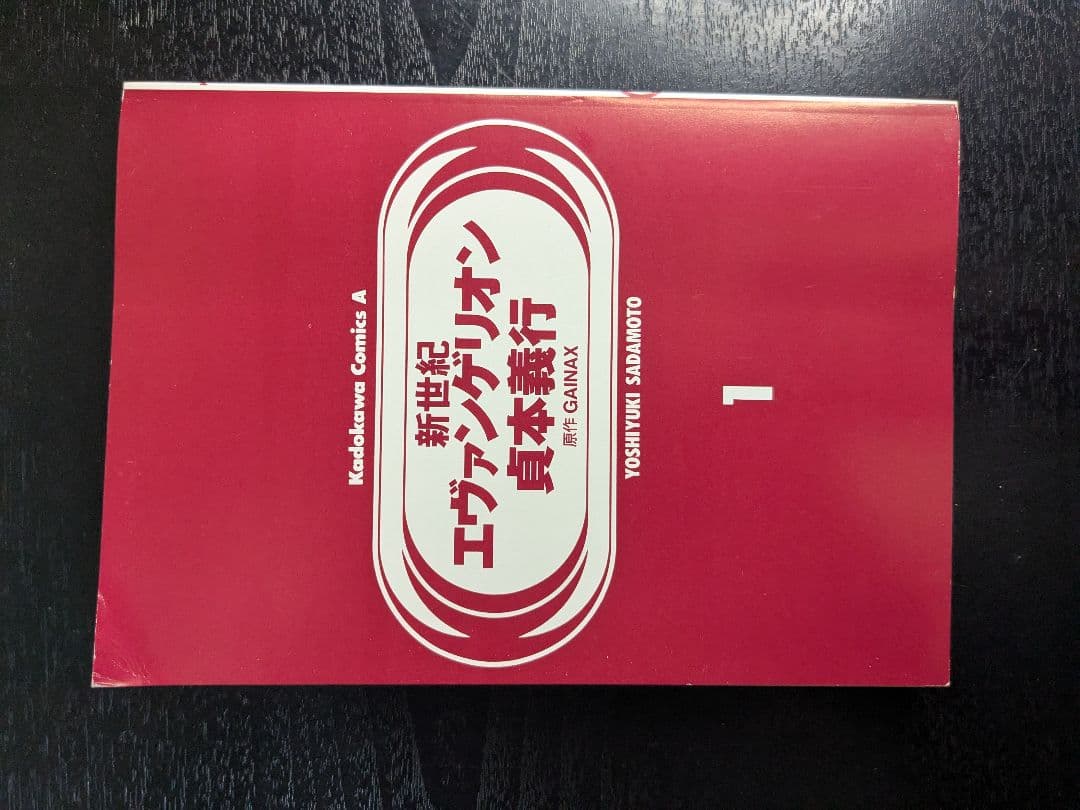 Kadokawa Comics A
新世紀
エヴァンゲリオン
貞本義行
原作 GAINAX
YOSHIYUKI SADAMOTO
1